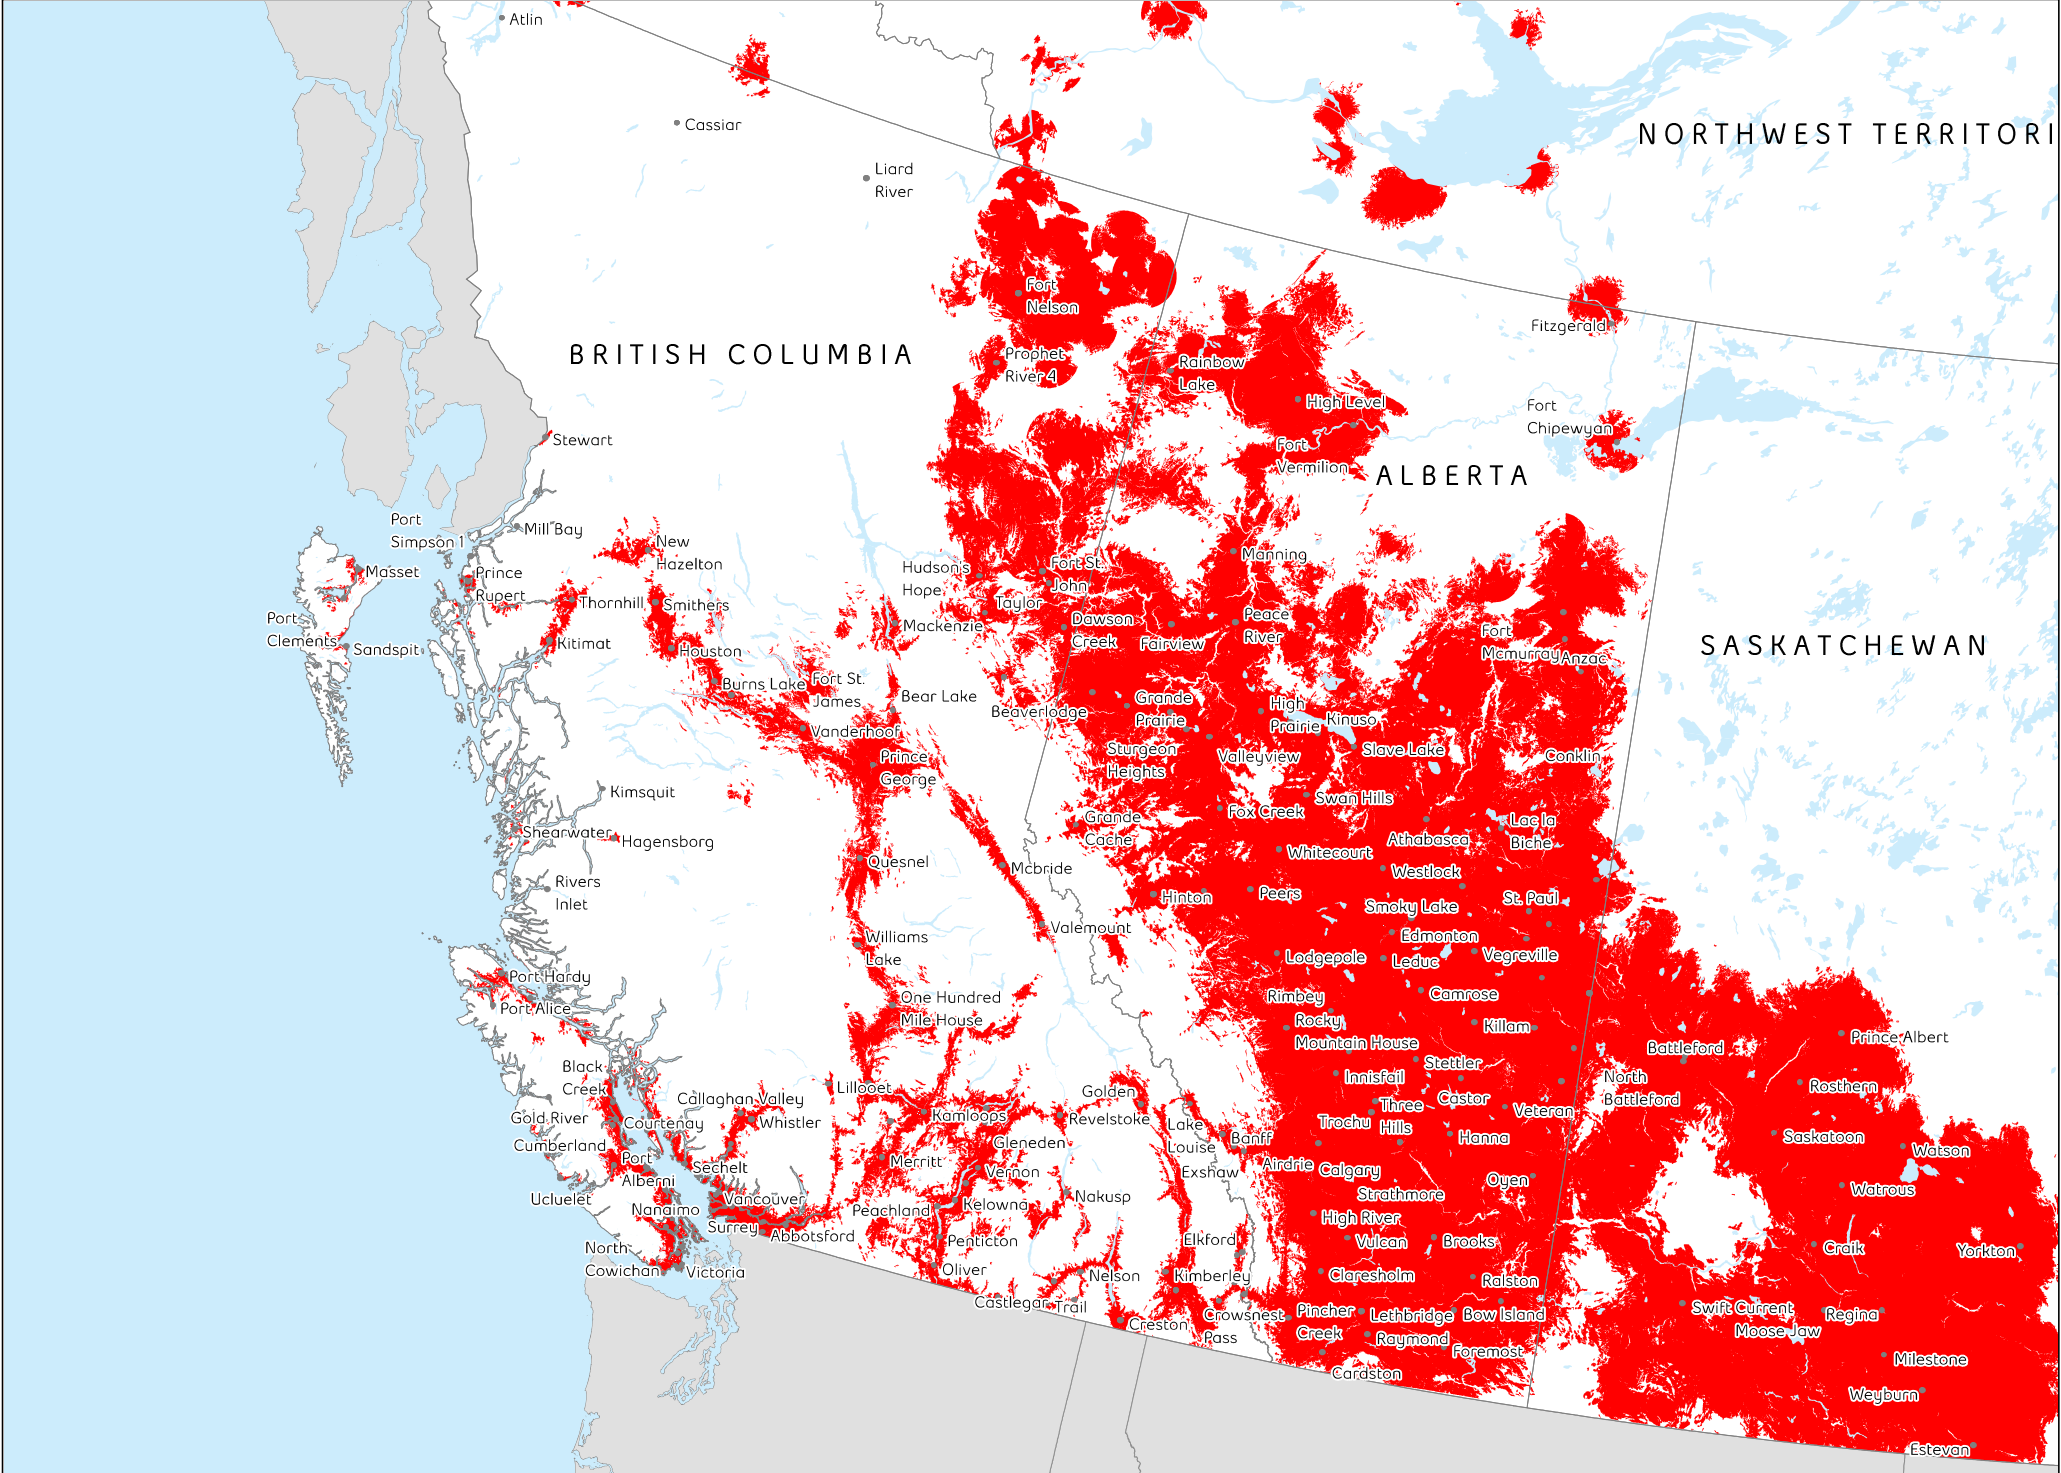 Atlin
Cassiar
Liard
River
NORTHWEST TERRITORI
Fort
Nelson
Fitzgerald
BRITISH COLUMBIA
Prophet
River 4
Rainbow
Lake
High Level
Fort
Chipewyan
Stewart
Fort
Vermilion
ALBERTA
Port
Simpson 1
Mill Bay
New
Hazelton
Manning
Masset
Prince
Rupert
Hudson's
Hope
Fort St.
John
Thornhill
Smithers
Taylor
Mackenzie
Dawson
Creek
Fairview
Peace
River
Port
Clements
Sandspit
Kitimat
Houston
Fort
Mcmurray
Anzac
SASKATCHEWAN
Burns Lake
Fort St.
James
Bear Lake
Beaverlodge
Grande
Prairie
High
Prairie
Kinuso
Vanderhoof
Sturgeon
Heights
Valleyview
Slave Lake
Conklin
Prince
George
Kimsquit
Swan Hills
Fox Creek
Grande
Cache
Shearwater
Hagensborg
Athabasca
Lac la
Biche
Quesnel
Mcbride
Whitecourt
Westlock
Rivers
Inlet
Hinton
Peers
Smoky Lake
St. Paul
Williams
Lake
Valemount
Edmonton
Lodgepole
Leduc
Vegreville
Port Hardy
Port Alice
One Hundred
Mile House
Rimbey
Camrose
Rocky
Mountain House
Killam
Battleford
Prince Albert
Black
Creek
Stettler
Innisfail
North
Battleford
Rosthern
Lillooet
Golden
Callaghan Valley
Whistler
Kamloops
Revelstoke
Three
Hills
Castor
Veteran
Gold River
Courtenay
Trochu
Lake
Louise
Banff
Hanna
Saskatoon
Watson
Cumberland
Gleneden
Port
Alberni
Sechelt
Merritt
Vernon
Exshaw
Airdrie
Calgary
Oyen
Watrous
Ucluelet
Vancouver
Nakusp
Strathmore
Nanaimo
Surrey
Abbotsford
Peachland
Kelowna
High River
North
Cowichan
Penticton
Elkford
Vulcan
Brooks
Craik
Yorkton
Victoria
Oliver
Nelson
Kimberley
Claresholm
Ralston
Castlegar
Trail
Creston
Crowsnest
Pass
Pincher
Creek
Lethbridge
Bow Island
Swift Current
Moose Jaw
Regina
Raymond
Foremost
Milestone
Cardston
Weyburn
Estevan